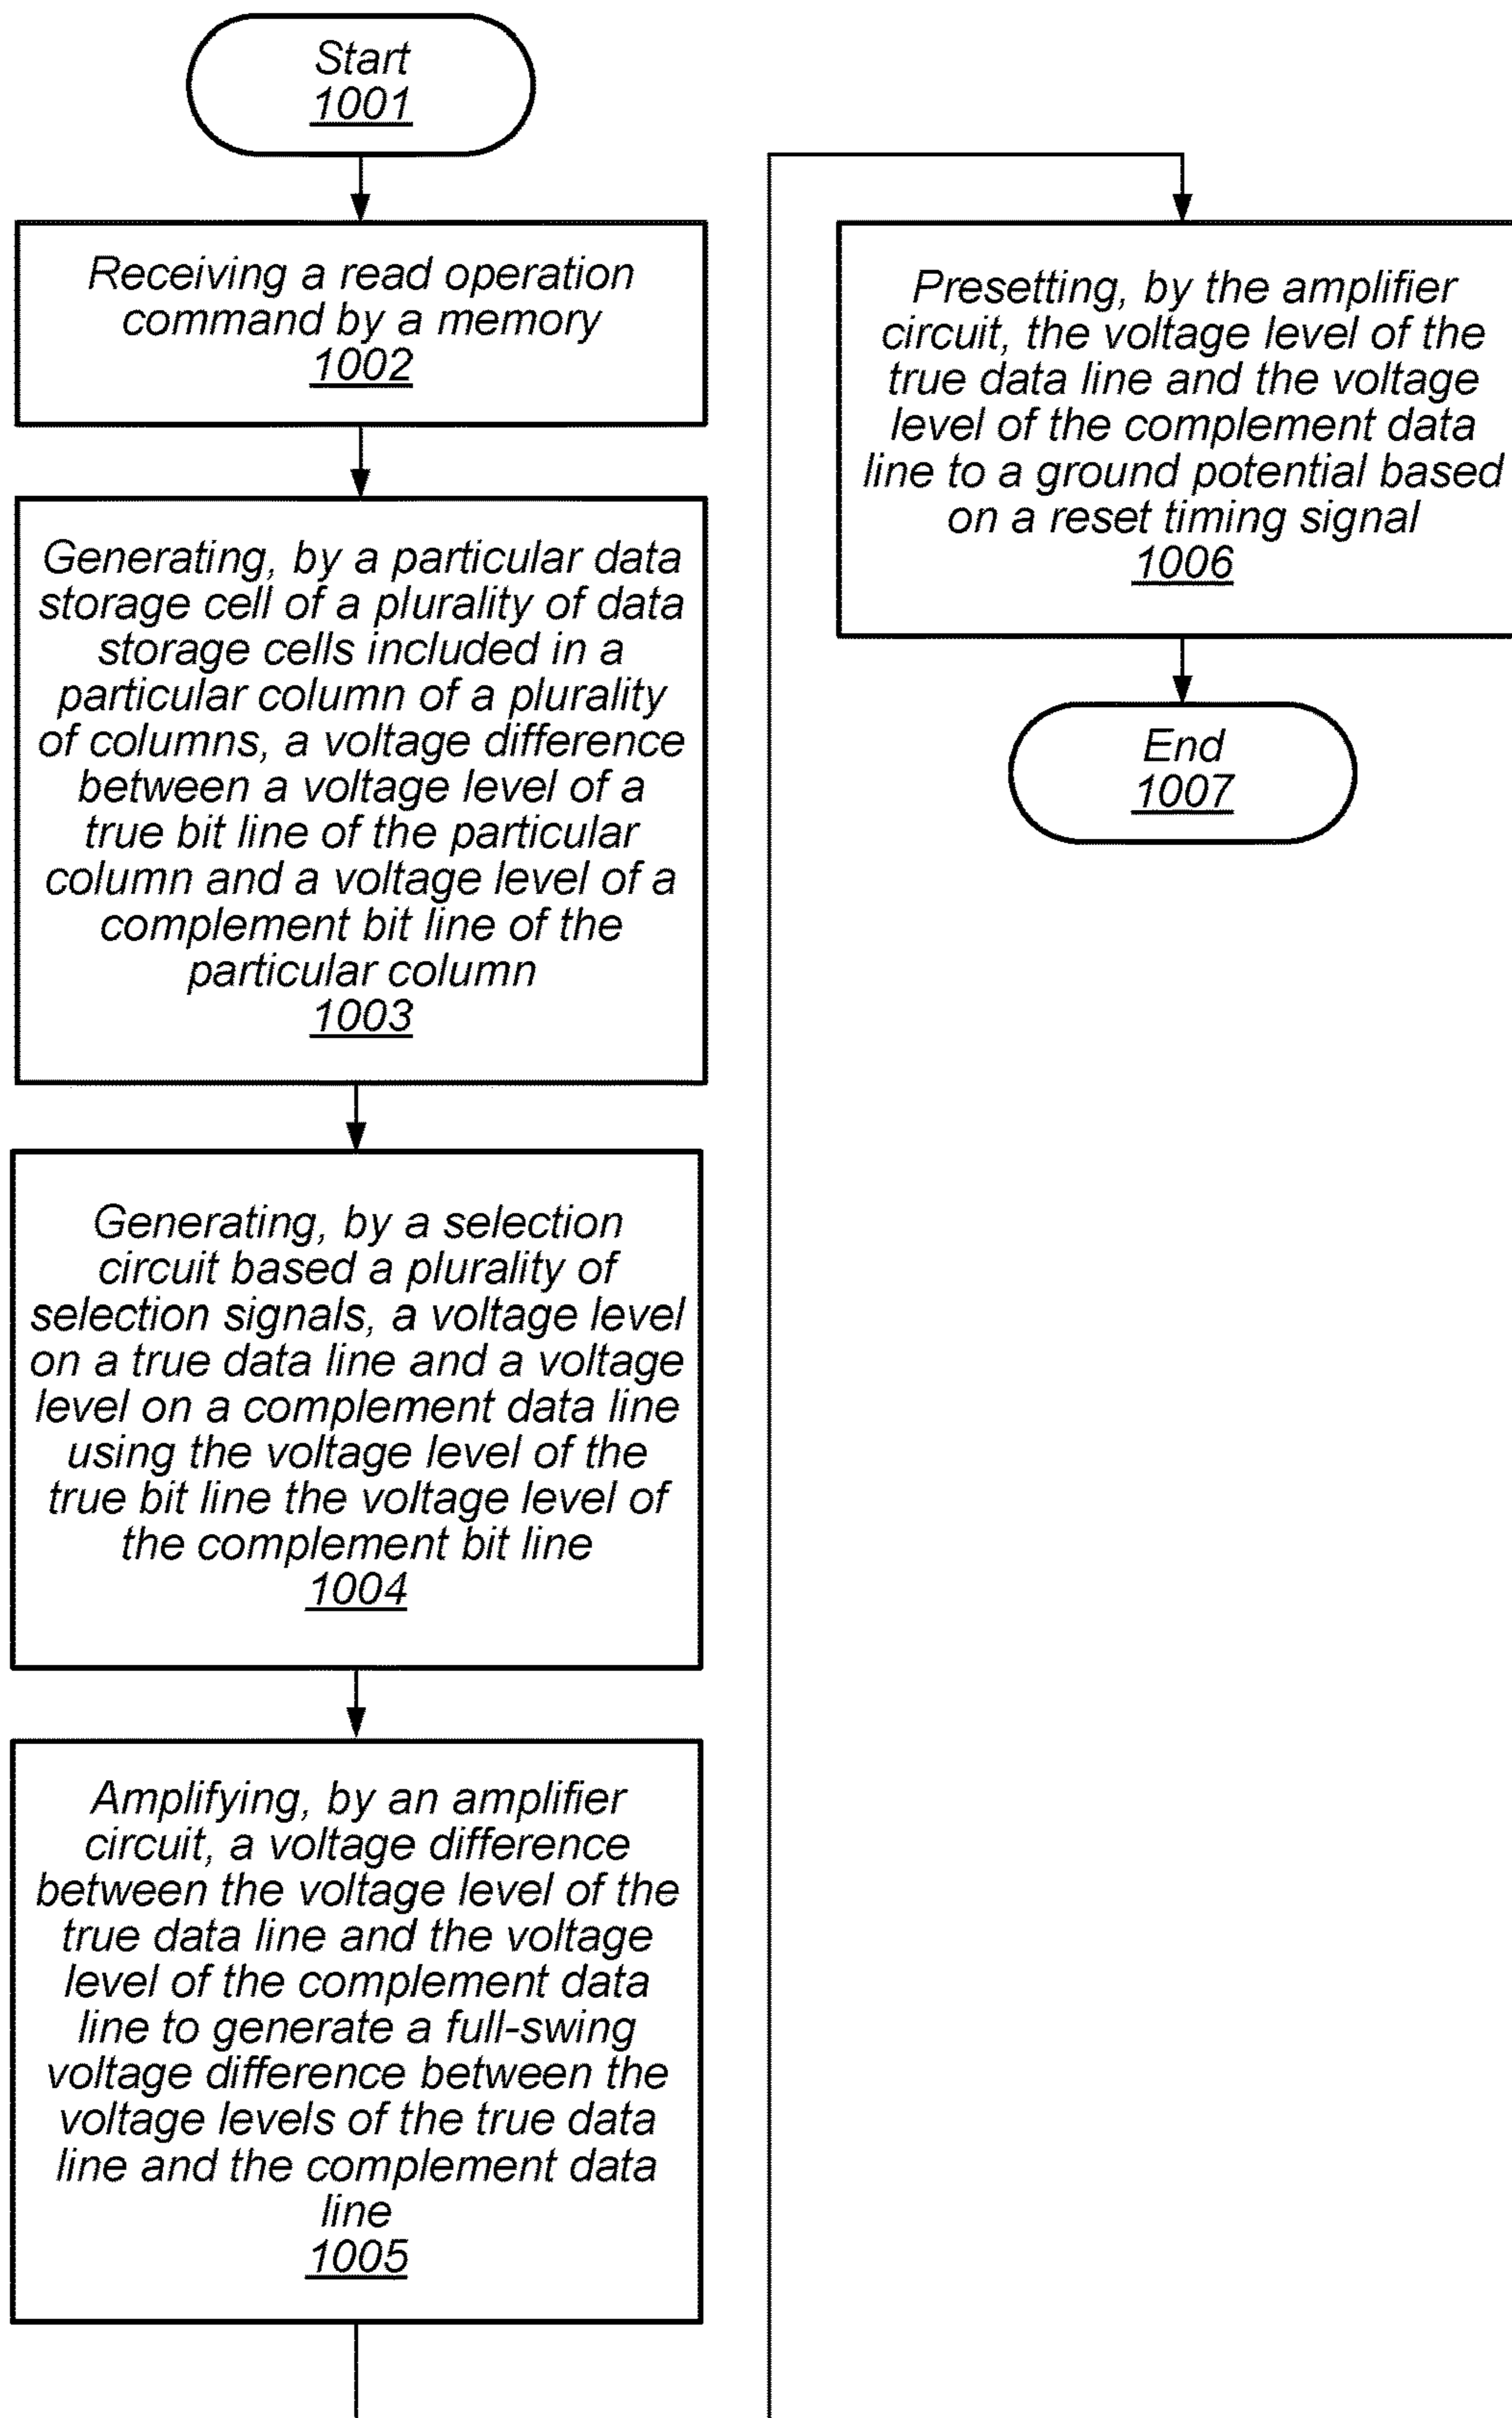 Start
1001
Receiving a read operation
command by a memory
1002
Generating, by a particular data
storage cell of a plurality of data
storage cells included in a
particular column of a plurality
of columns, a voltage difference
between a voltage level of a
true bit line of the particular
column and a voltage level of a
complement bit line of the
particular column
1003
Generating, by a selection
circuit based a plurality of
selection signals, a voltage level
on a true data line and a voltage
level on a complement data line
using the voltage level of the
true bit line the voltage level of
the complement bit line
1004
Amplifying, by an amplifier
circuit, a voltage difference
between the voltage level of the
true data line and the voltage
level of the complement data
line to generate a full-swing
voltage difference between the
voltage levels of the true data
line and the complement data
line
1005
Presetting, by the amplifier
circuit, the voltage level of the
true data line and the voltage
level of the complement data
line to a ground potential based
on a reset timing signal
1006
End
1007